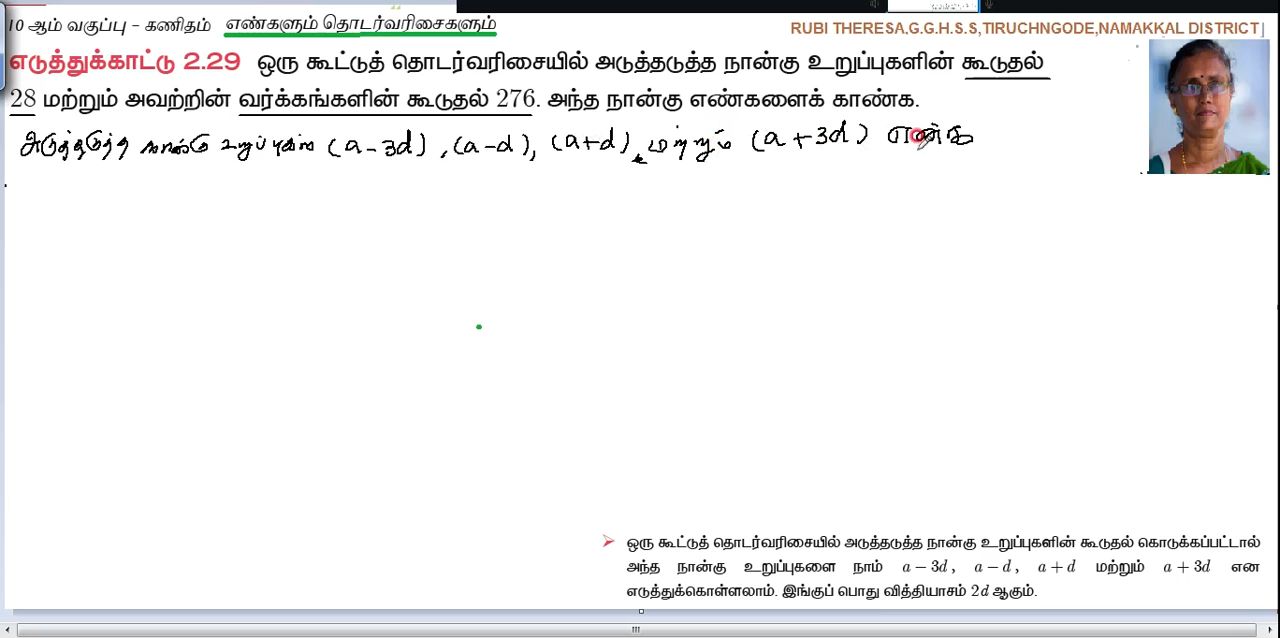 10 ஆம் வகுப்பு – கணிதம் எண்களும் தொடர்வரிசைகளும்
RUBI THERESA,G.G.H.S.S,TIRUCHNGODE,NAMAKKAL DISTRICT]
எடுத்துக்காட்டு 2.29 ஒரு கூட்டுத் தொடர்வரிசையில் அடுத்தடுத்த நான்கு உறுப்புகளின் கூடுதல்
28 மற்றும் அவற்றின் வர்க்கங்களின் கூடுதல் 276. அந்த நான்கு எண்களைக் காண்க.
அடுத்தடுத்த நான்கு உறுப்புகள் (a – 3d), (a – d), (a + d), மற்றும் (a + 3d) என்க
➢ ஒரு கூட்டுத் தொடர்வரிசையில் அடுத்தடுத்த நான்கு உறுப்புகளின் கூடுதல் கொடுக்கப்பட்டால்
அந்த நான்கு உறுப்புகளை நாம் a − 3d, a − d, a + d மற்றும் a + 3d என
எடுத்துக்கொள்ளலாம். இங்குப் பொது வித்தியாசம் 2d ஆகும்.